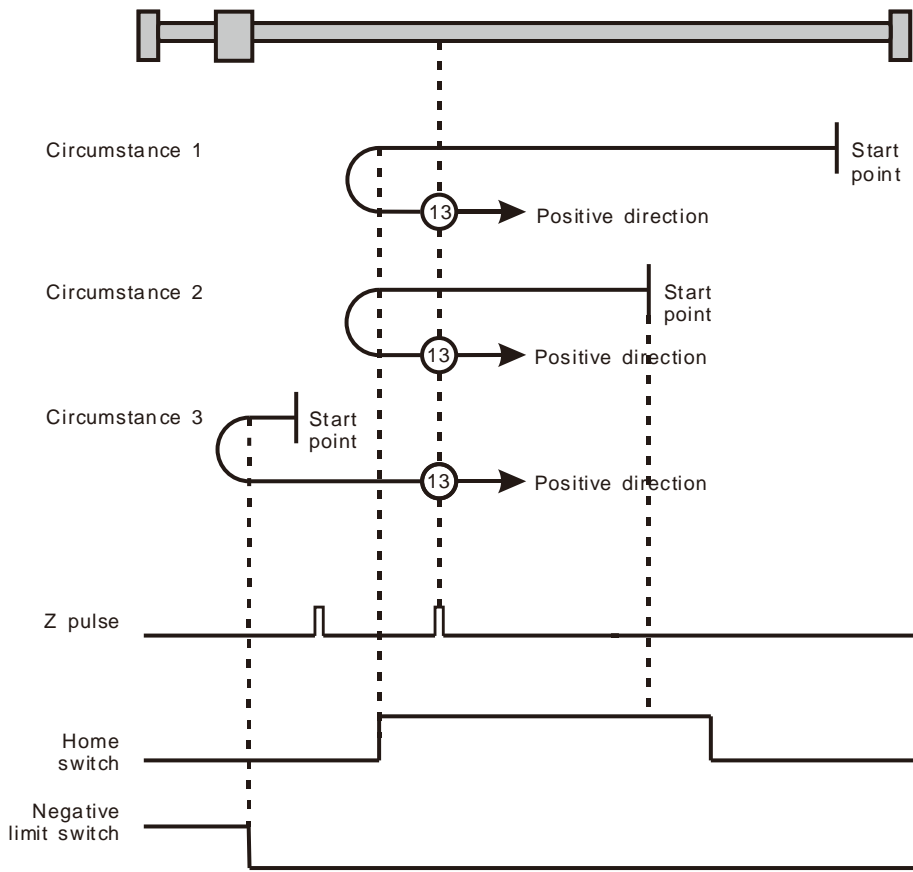 Circumstance 1
Start
point
13
Positive direction
Circumstance 2
Start
point
13
Positive direction
Circumstance 3
Start
point
13
Positive direction
Z pulse
Home
switch
Negative
limit switch